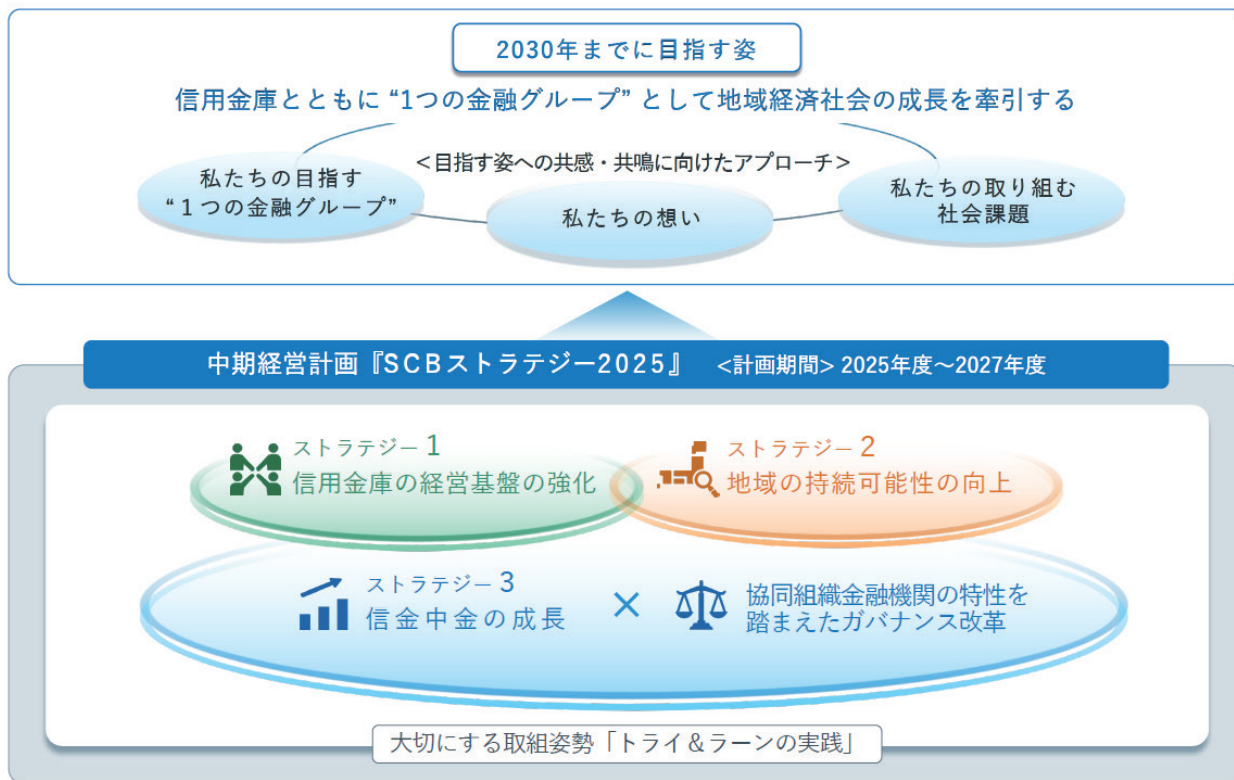 2030年までに目指す姿
信用金庫とともに “1つの金融グループ” として地域経済社会の成長を牽引する
<目指す姿への共感・共鳴に向けたアプローチ>
私たちの目指す
“１つの金融グループ”
私たちの想い
私たちの取り組む
社会課題
中期経営計画『SCBストラテジー2025』 <計画期間> 2025年度～2027年度
ストラテジー 1
信用金庫の経営基盤の強化
ストラテジー 2
地域の持続可能性の向上
ストラテジー 3
信金中金の成長
×
協同組織金融機関の特性を
踏まえたガバナンス改革
大切にする取組姿勢「トライ＆ラーンの実践」